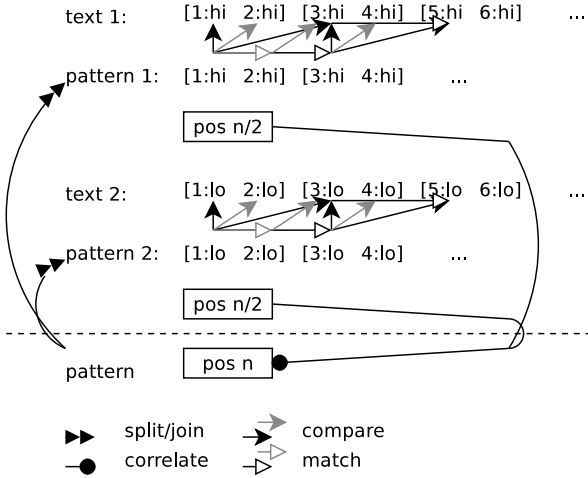 text 1: [1:hi 2:hi] [3:hi 4:hi] [5:hi 6:hi] ...
pattern 1: [1:hi 2:hi] [3:hi 4:hi] ...
pos n/2
text 2: [1:lo 2:lo] [3:lo 4:lo] [5:lo 6:lo] ...
pattern 2: [1:lo 2:lo] [3:lo 4:lo] ...
pos n/2
pattern pos n
split/join compare
correlate match